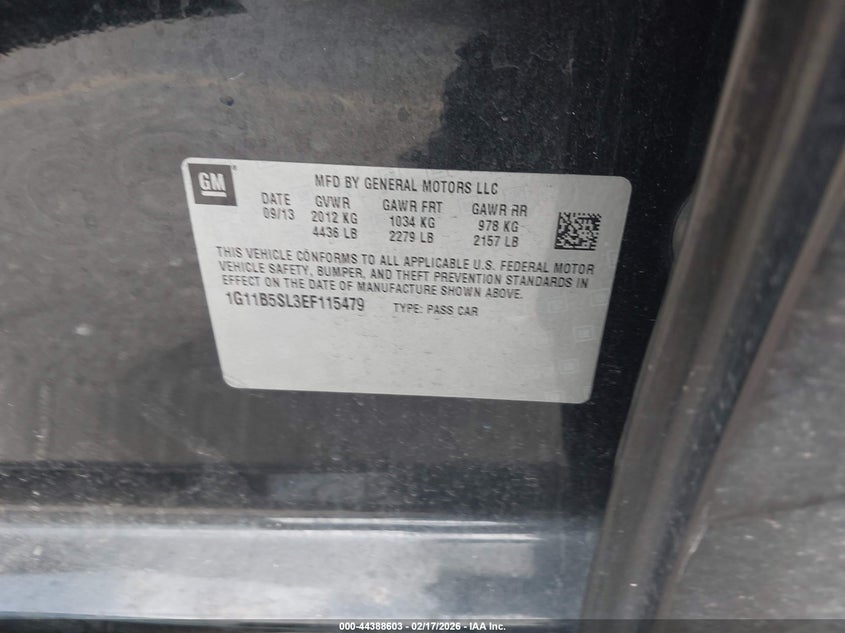 GM®
MFD BY GENERAL MOTORS LLC
DATE GVWR GAWR FRT GAWR RR
09/13 2012 KG 1034 KG 978 KG
4436 LB 2279 LB 2157 LB
THIS VEHICLE CONFORMS TO ALL APPLICABLE U.S. FEDERAL MOTOR
VEHICLE SAFETY, BUMPER, AND THEFT PREVENTION STANDARDS IN
EFFECT ON THE DATE OF MANUFACTURE SHOWN ABOVE.
1G11B5SL3EF115479 TYPE: PASS CAR
000-44388603 - 02/17/2026 - IAA Inc.